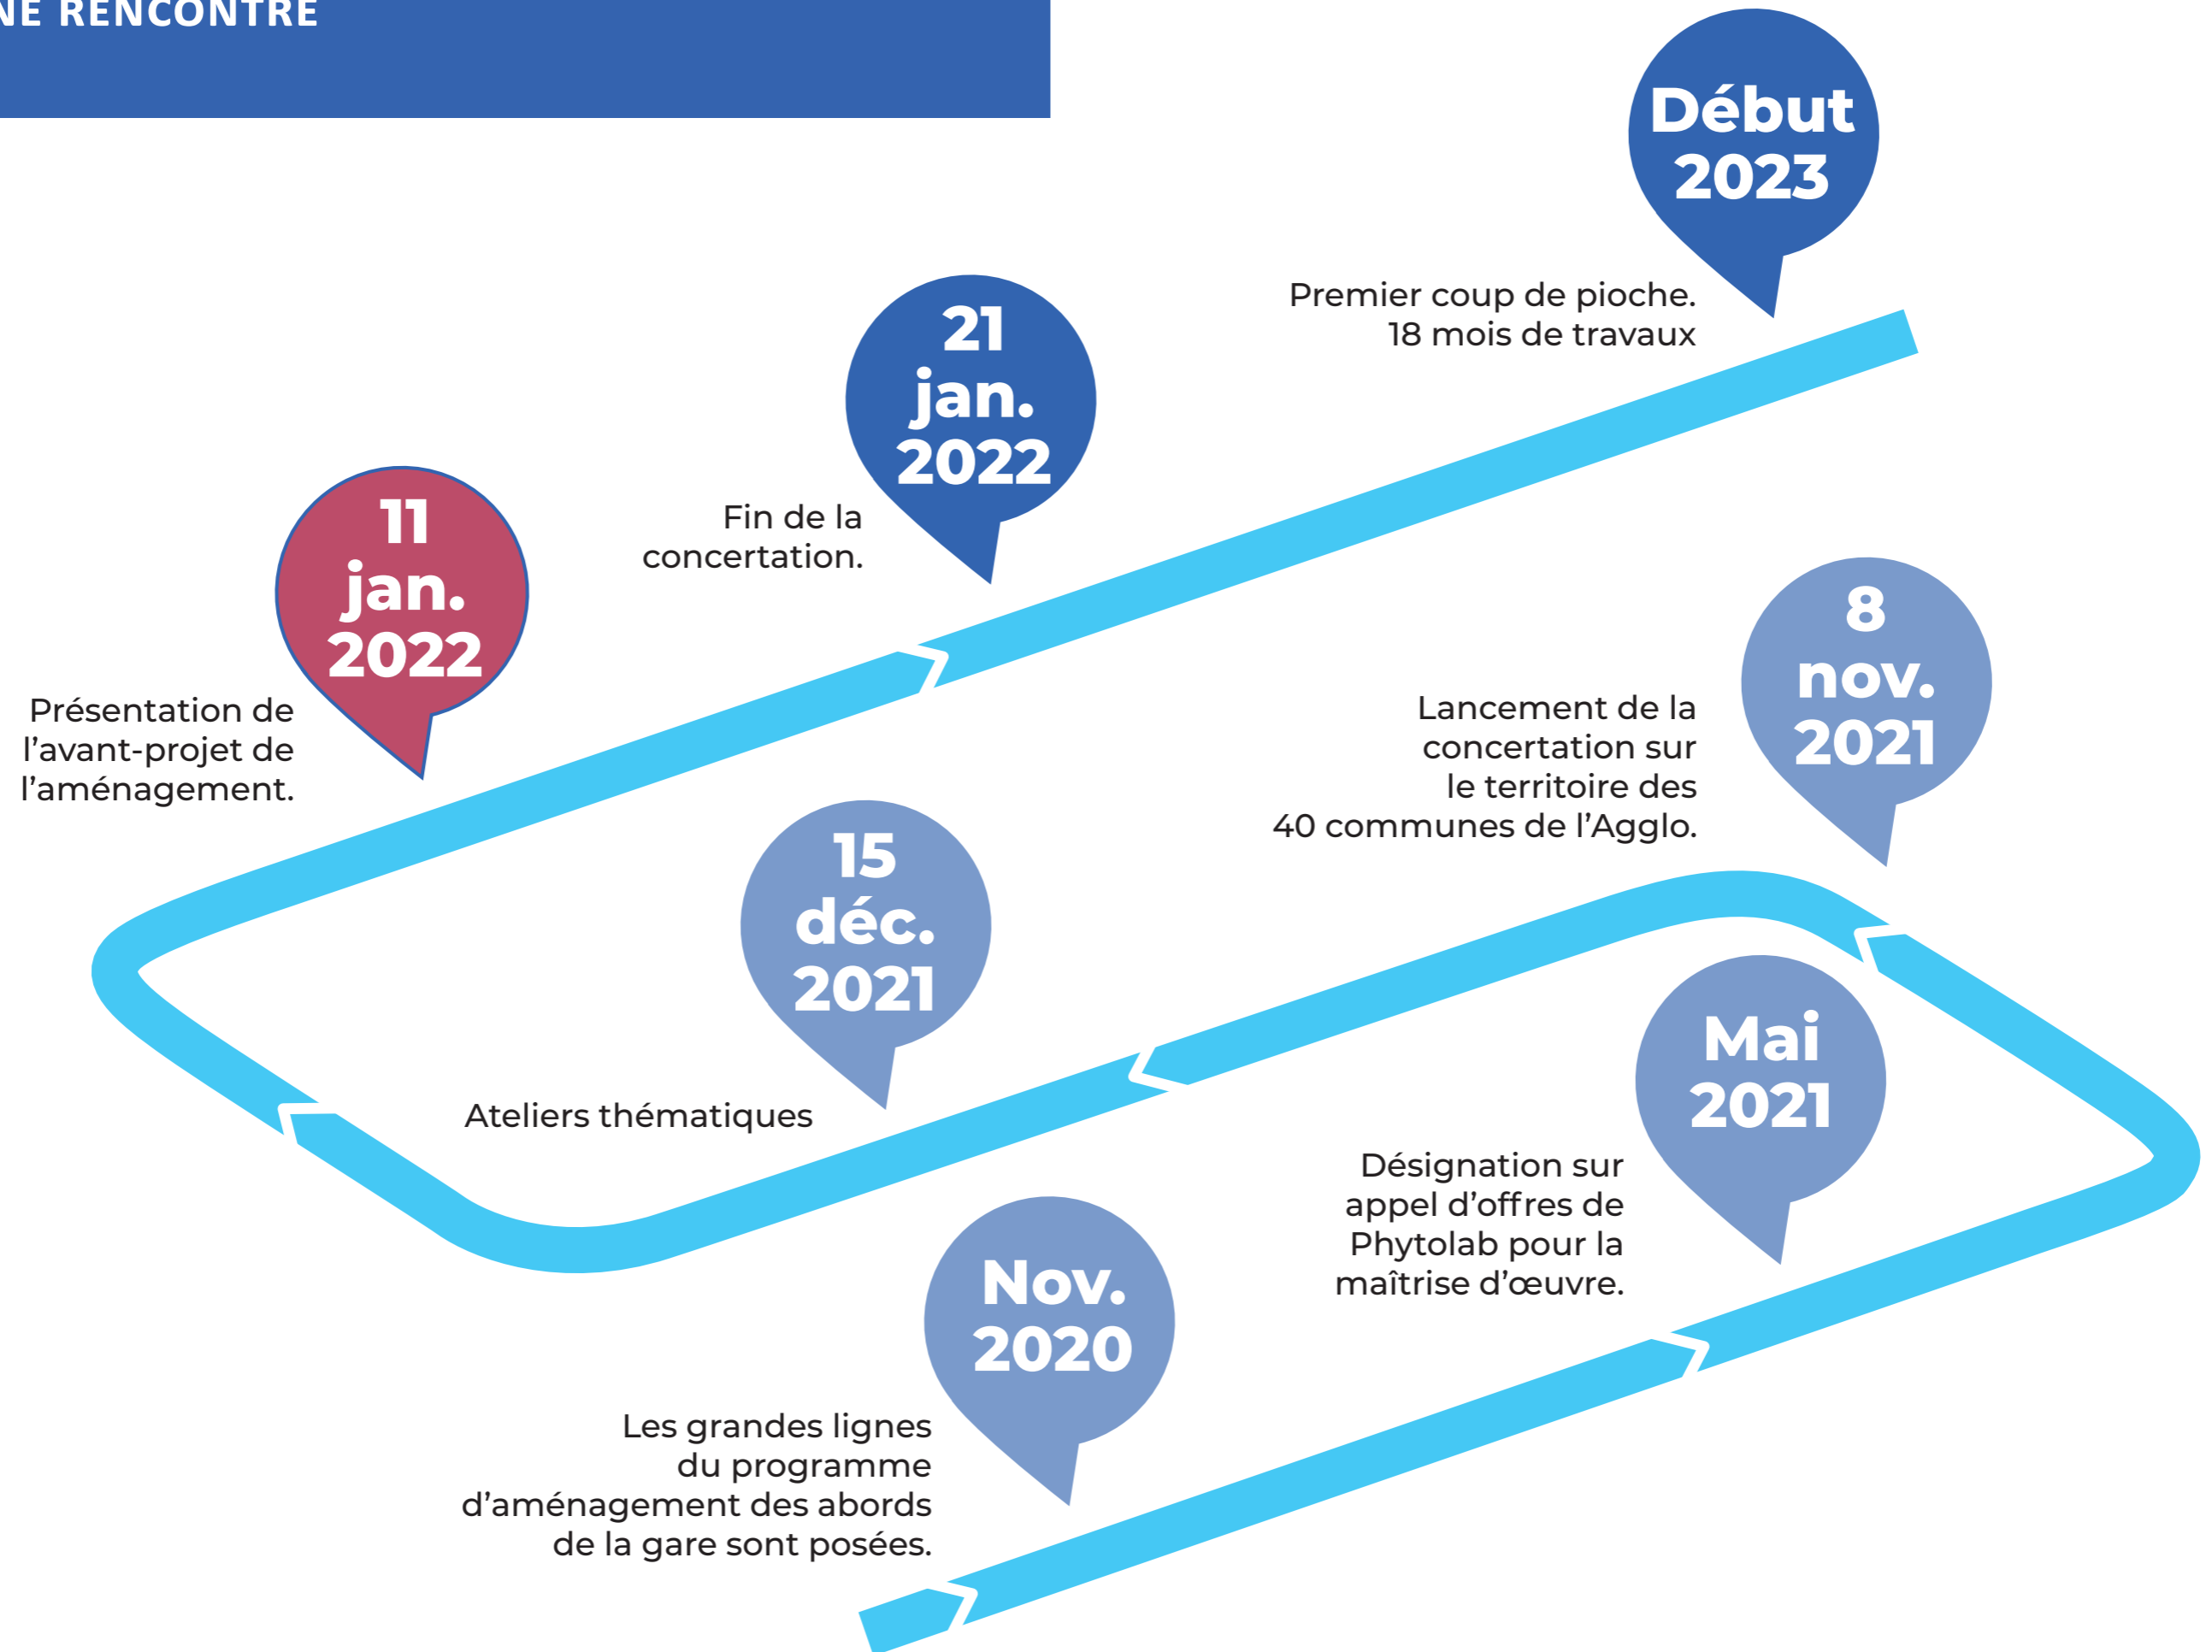 RENCONTRE
Début
2023
Premier coup de pioche.
18 mois de travaux
21
jan.
2022
Fin de la
concertation.
11
jan.
2022
Présentation de
l’avant-projet de
l’aménagement.
8
nov.
2021
Lancement de la
concertation sur
le territoire des
40 communes de l’Agglo.
15
déc.
2021
Ateliers thématiques
Mai
2021
Désignation sur
appel d’offres de
Phytolab pour la
maîtrise d’œuvre.
Nov.
2020
Les grandes lignes
du programme
d’aménagement des abords
de la gare sont posées.